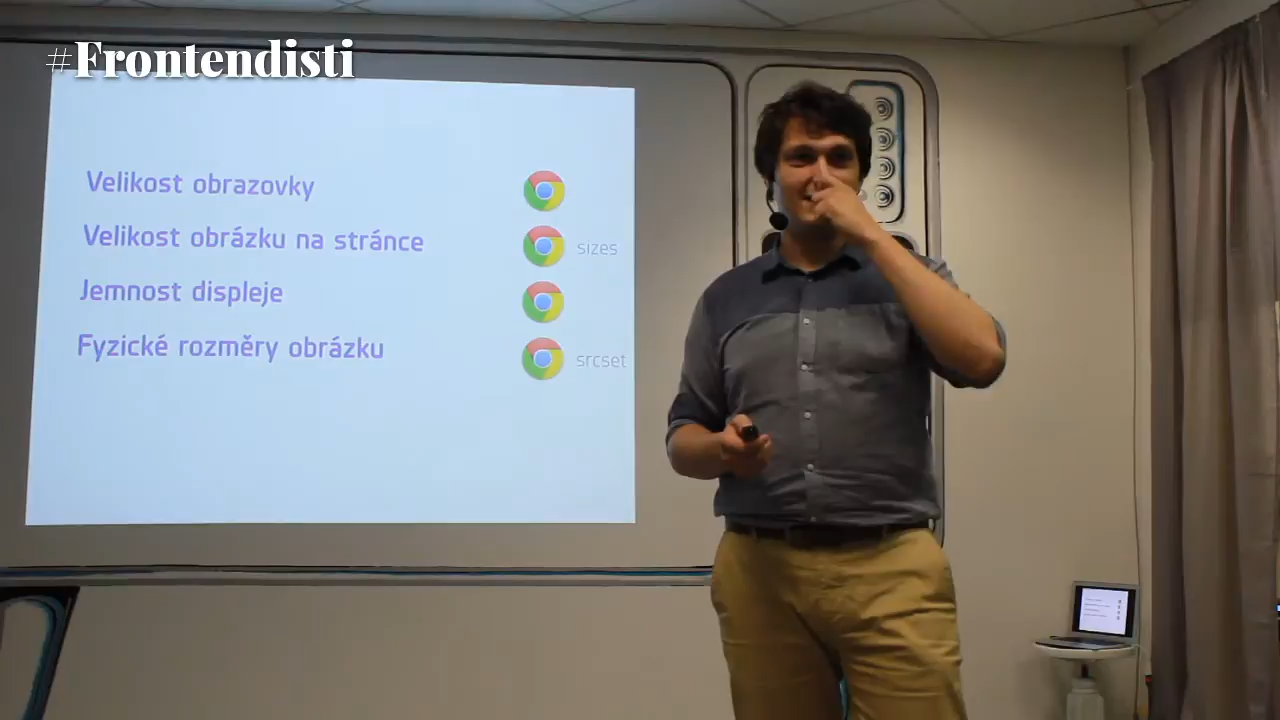 #Frontendisti
Velikost obrazovky
Velikost obrázku na stránce
sizes
Jemnost displeje
Fyzické rozměry obrázku
srcset